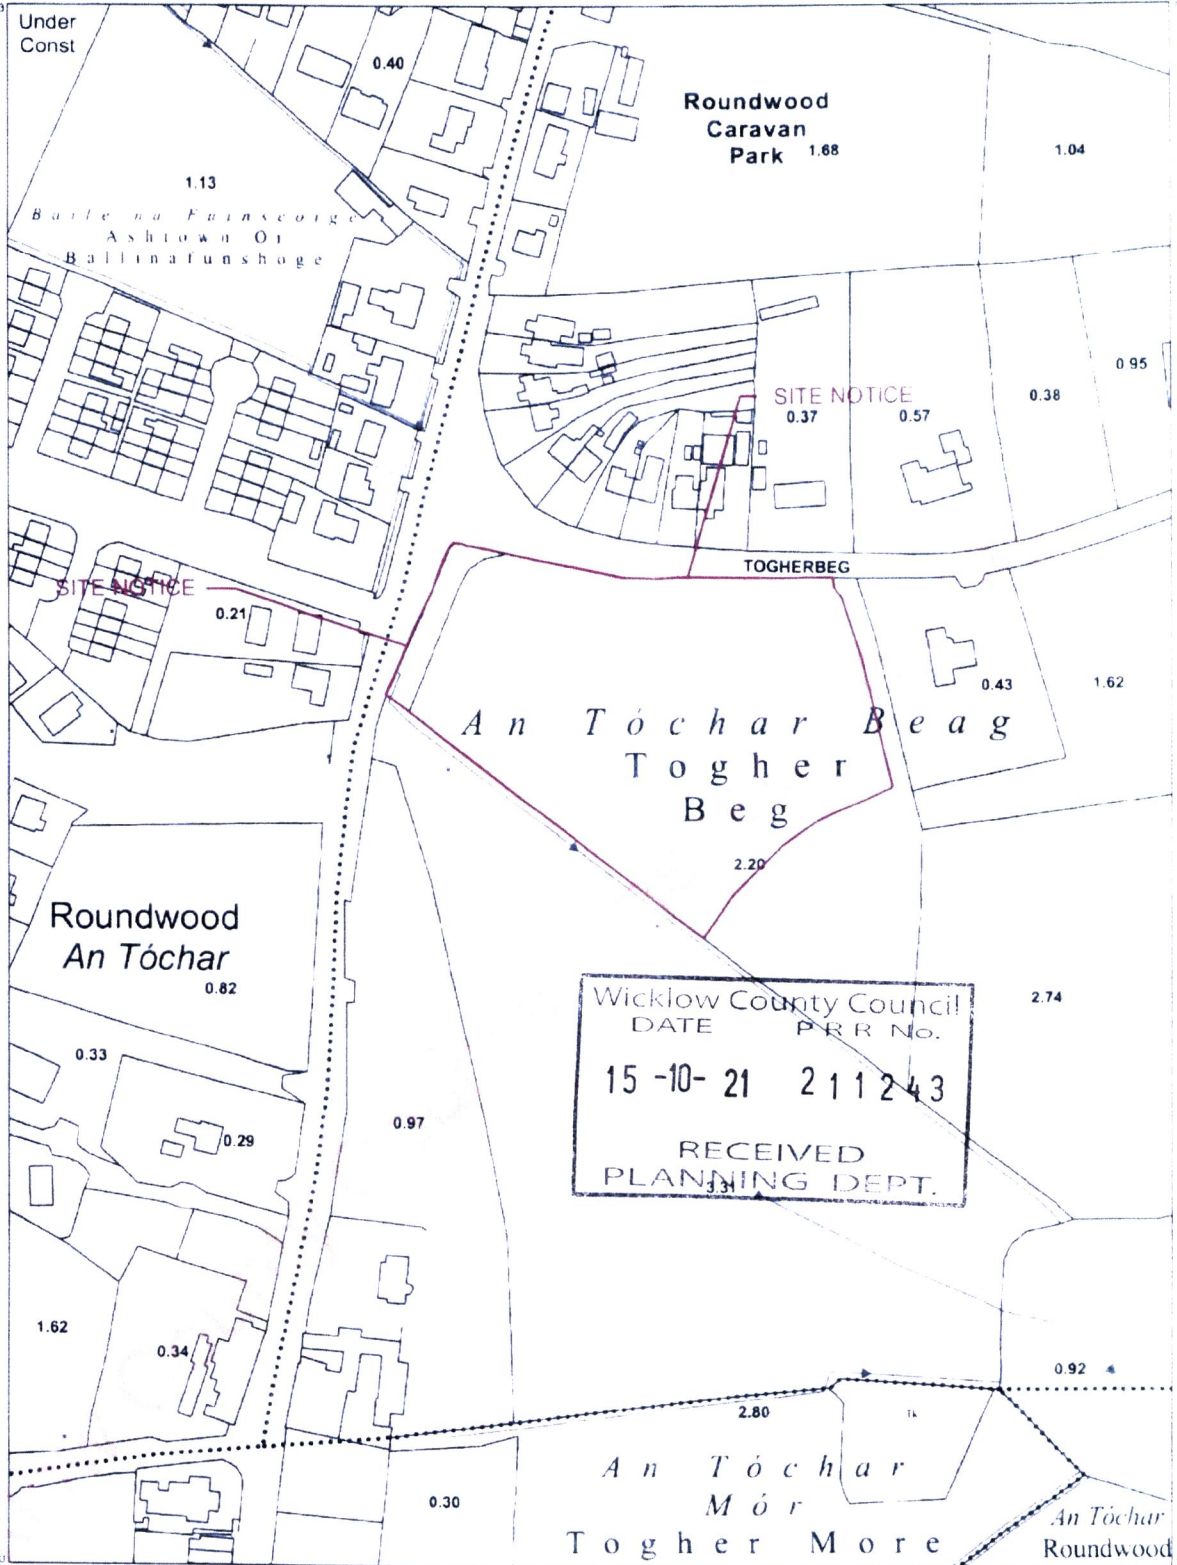 Under
Const
0.40
Roundwood
Caravan
Park 1.68
1.04
1.13
Baile na Fuinseoige
Ashtown Or
Ballinafunshoge
0.95
SITE NOTICE
0.37
0.57
0.38
TOGHERBEG
SITE NOTICE
0.21
0.43
1.62
An Tóchar Beag
Togher
Beg
2.20
Roundwood
An Tóchar
0.82
Wicklow County Council
DATE P R R No.
15 -10- 21 211243
RECEIVED
PLANNING DEPT.
2.74
0.33
0.97
0.29
3.31
1.62
0.34
0.92
2.80
Tk
0.30
An Tóchar
Mór
Togher More
An Tóchar
Roundwood